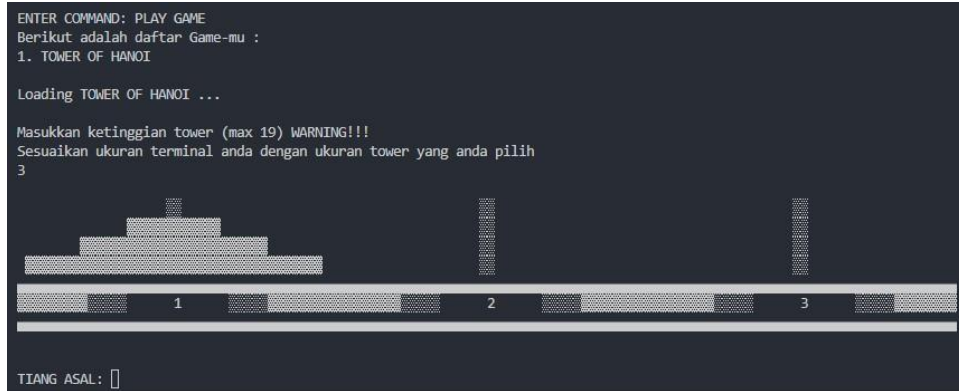 ENTER COMMAND: PLAY GAME
Berikut adalah daftar Game-mu :
1. TOWER OF HANOI
Loading TOWER OF HANOI ...
Masukkan ketinggian tower (max 19) WARNING!!!
Sesuaikan ukuran terminal anda dengan ukuran tower yang anda pilih
3
1 2 3
TIANG ASAL: